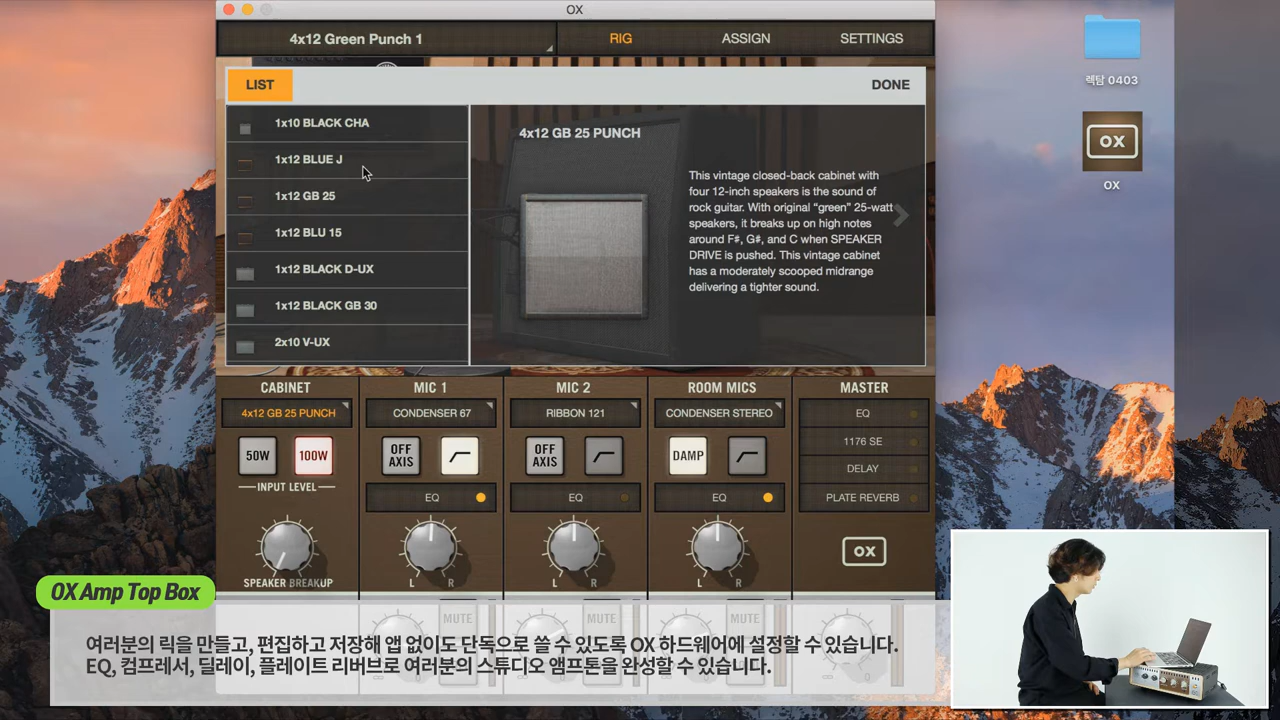 OX
4x12 Green Punch 1
RIG
ASSIGN
SETTINGS
LIST
DONE
1x10 BLACK CHA
1x12 BLUE J
1x12 GB 25
1x12 BLU 15
1x12 BLACK D-UX
1x12 BLACK GB 30
2x10 V-UX
4x12 GB 25 PUNCH
This vintage closed-back cabinet with
four 12-inch speakers is the sound of
rock guitar. With original “green” 25-watt
speakers, it breaks up on high notes
around F#, G#, and C when SPEAKER
DRIVE is pushed. This vintage cabinet
has a moderately scooped midrange
delivering a tighter sound.
렉탐 0403
OX
OX
CABINET
MIC 1
MIC 2
ROOM MICS
MASTER
4x12 GB 25 PUNCH
CONDENSER 67
RIBBON 121
CONDENSER STEREO
EQ
1176 SE
DELAY
PLATE REVERB
50W
100W
OFF AXIS
OFF AXIS
DAMP
INPUT LEVEL
EQ
EQ
EQ
SPEAKER BREAKUP
L R
L R
L R
OX
MUTE
MUTE
MUTE
OX Amp Top Box
여러분의 릭을 만들고, 편집하고 저장해 앱 없이도 단독으로 쓸 수 있도록 OX 하드웨어에 설정할 수 있습니다.
EQ, 컴프레서, 딜레이, 플레이트 리버브로 여러분의 스튜디오 앰프톤을 완성할 수 있습니다.